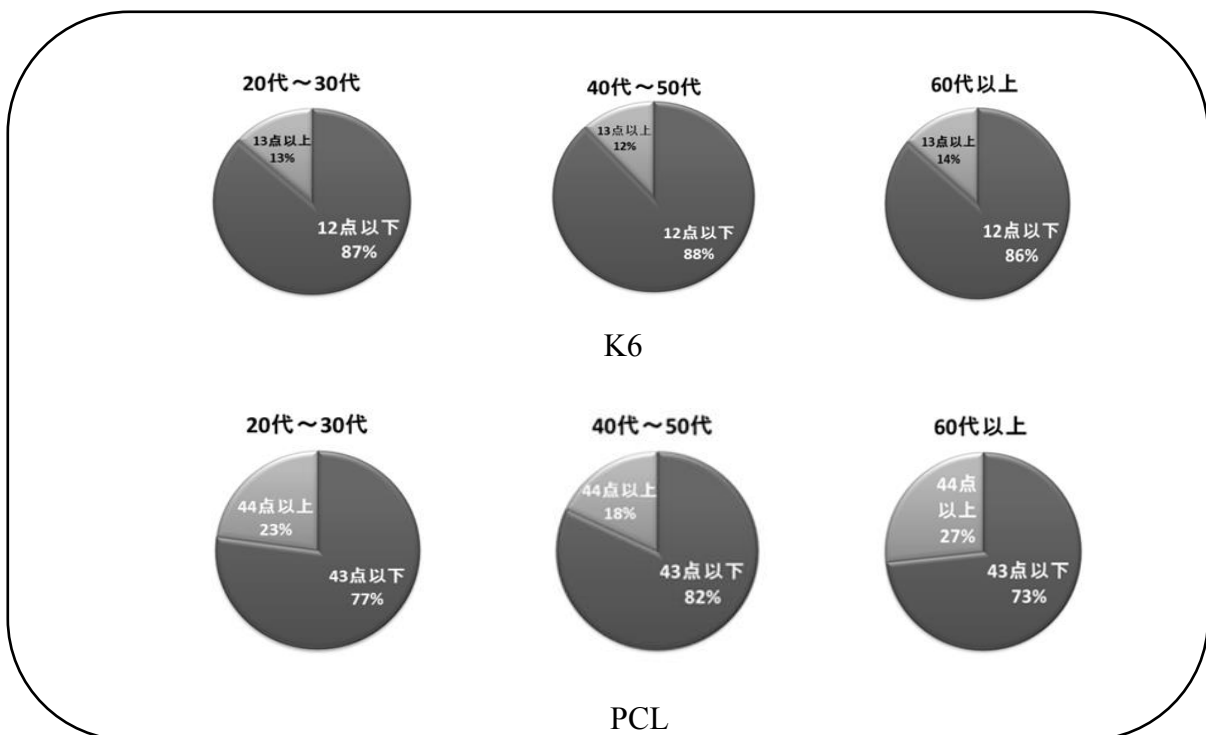 20代～30代
13点以上
13%
12点以下
87%
40代～50代
13点以上
12%
12点以下
88%
60代以上
13点以上
14%
12点以下
86%
K6
20代～30代
44点以上
23%
43点以下
77%
40代～50代
44点以上
18%
43点以下
82%
60代以上
44点
以上
27%
43点以下
73%
PCL